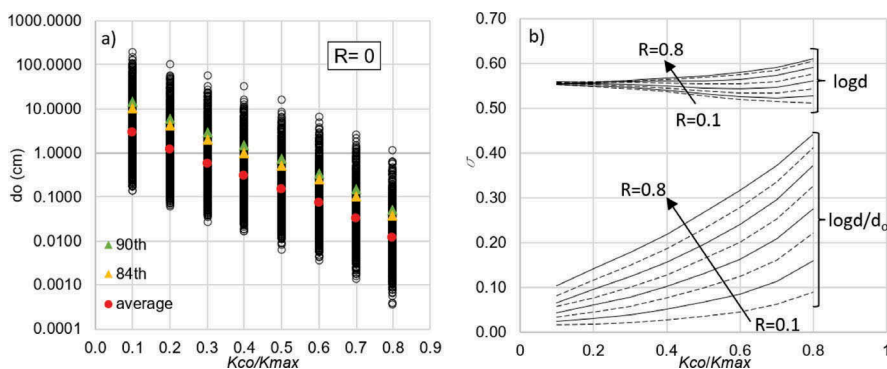 a)
R= 0
do (cm)
1000.0000
100.0000
10.0000
1.0000
0.1000
0.0100
0.0010
0.0001
90th
84th
average
0.0 0.1 0.2 0.3 0.4 0.5 0.6 0.7 0.8 0.9
Kco/Kmax
b)
σ
0.70
0.60
0.50
0.40
0.30
0.20
0.10
0.00
R=0.8
R=0.1
logd
R=0.8
R=0.1
logd/do
0 0.2 0.4 0.6 0.8 1
Kco/Kmax